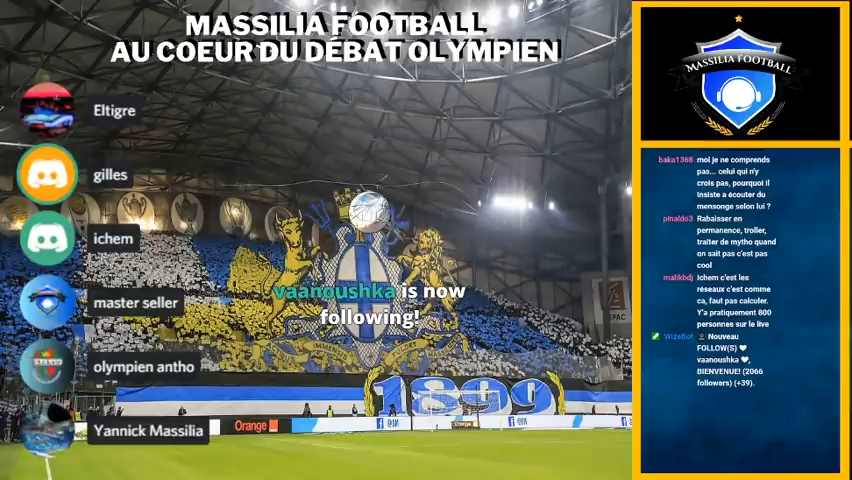 MASSILIA FOOTBALL
AU COEUR DU DÉBAT OLYMPIEN
Eltigre
gilles
ichem
master seller
olympien antho
Yannick Massilia
vaanoushka is now
following!
1899
Orange
MASSILIA FOOTBALL
baka1368 moi je ne comprends
pas... celui qui n'y
crois pas, pourquoi il
insiste a écouter du
mensonge selon lui ?
pinaldo3 Rabaisser en
permanence, troller,
traiter de mytho quand
on sait pas c'est pas
cool
malikbdj Ichem c'est les
réseaux c'est comme
ca, faut pas calculer.
Y'a pratiquement 800
personnes sur le live
WizeBot Nouveau
FOLLOW(S)
vaanoushka ,
BIENVENUE! (2066
followers) (+39).